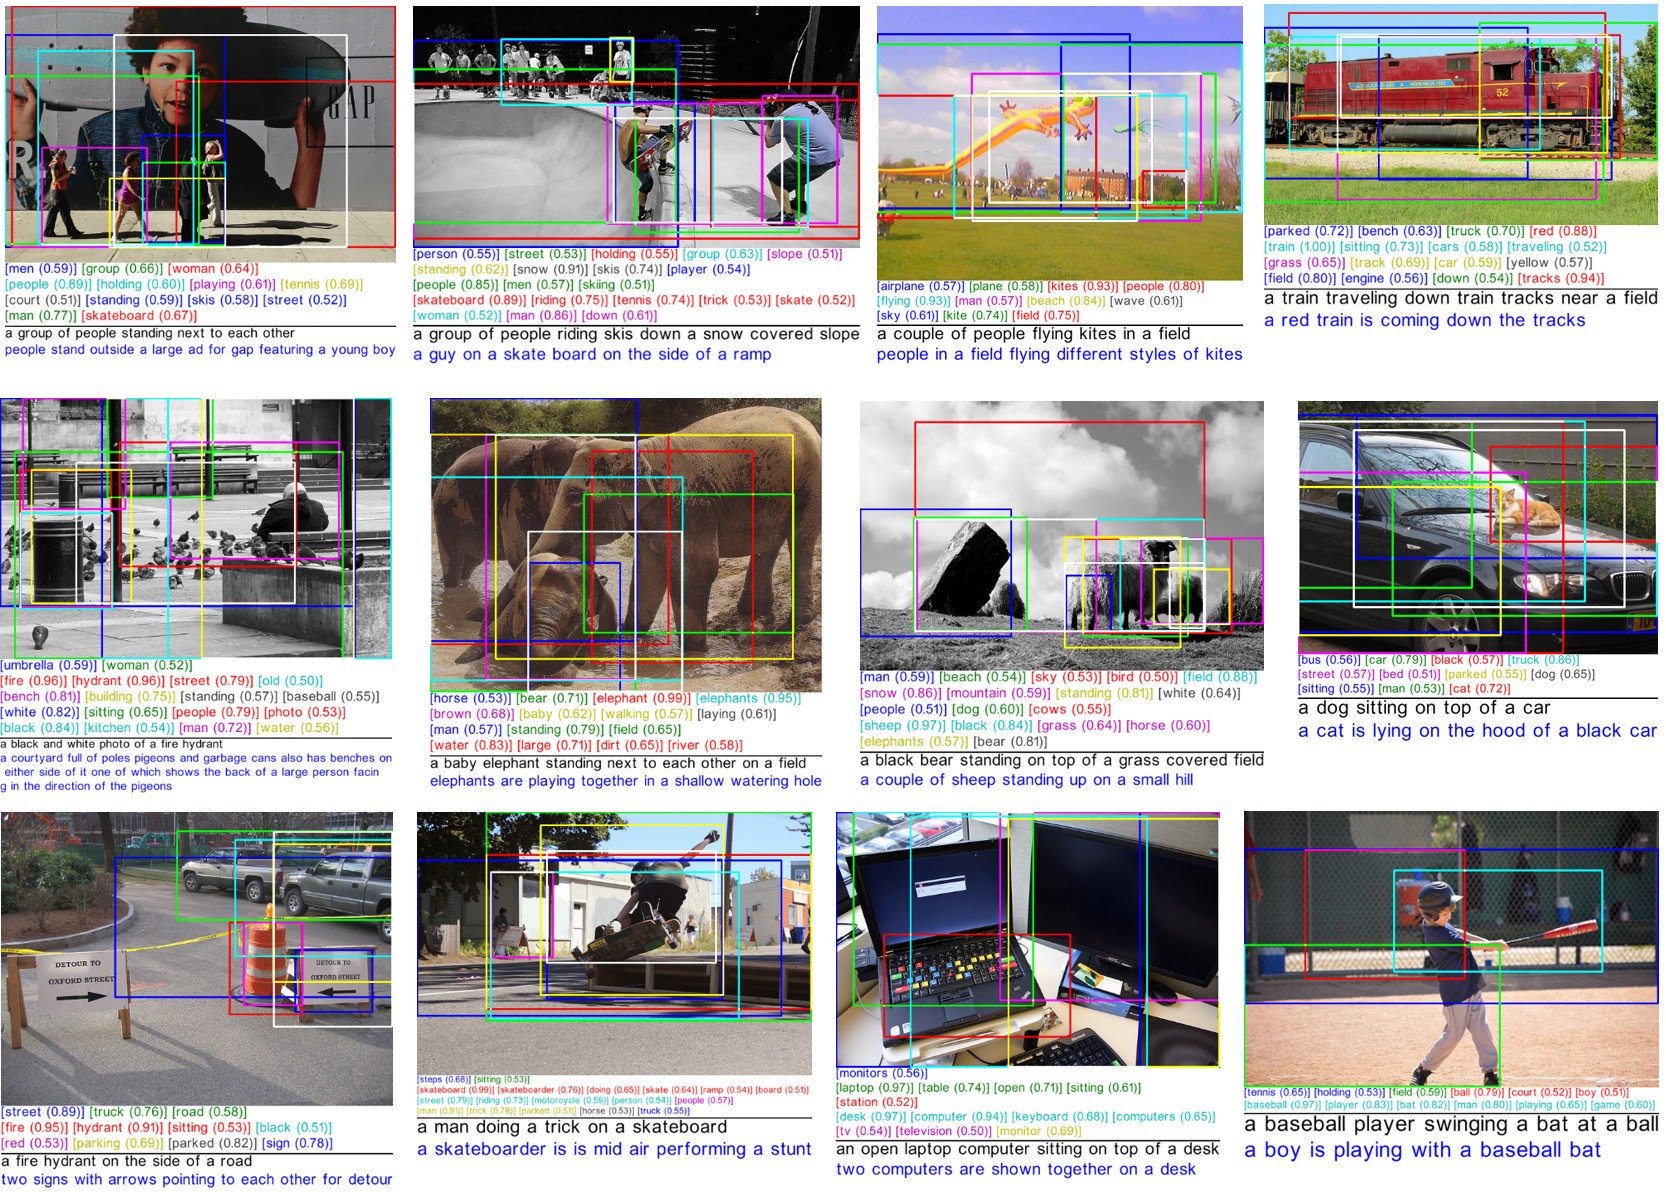 GAP
R
[men (0.59)] [group (0.66)] [woman (0.64)]
[people (0.89)] [holding (0.60)] [playing (0.61)] [tennis (0.69)]
[court (0.51)] [standing (0.59)] [skis (0.58)] [street (0.52)]
[man (0.77)] [skateboard (0.67)]
a group of people standing next to each other
people stand outside a large ad for gap featuring a young boy
[person (0.55)] [street (0.53)] [holding (0.55)] [group (0.63)] [slope (0.51)]
[standing (0.62)] [snow (0.91)] [skis (0.74)] [player (0.54)]
[people (0.85)] [men (0.57)] [skiing (0.51)]
[skateboard (0.89)] [riding (0.75)] [tennis (0.74)] [trick (0.53)] [skate (0.52)]
[woman (0.52)] [man (0.86)] [down (0.61)]
a group of people riding skis down a snow covered slope
a guy on a skate board on the side of a ramp
[airplane (0.57)] [plane (0.58)] [kites (0.93)] [people (0.80)]
[flying (0.93)] [man (0.57)] [beach (0.84)] [wave (0.61)]
[sky (0.61)] [kite (0.74)] [field (0.75)]
a couple of people flying kites in a field
people in a field flying different styles of kites
52
[parked (0.72)] [bench (0.63)] [truck (0.70)] [red (0.88)]
[train (1.00)] [sitting (0.73)] [cars (0.58)] [traveling (0.52)]
[grass (0.65)] [track (0.69)] [car (0.59)] [yellow (0.57)]
[field (0.80)] [engine (0.56)] [down (0.54)] [tracks (0.94)]
a train traveling down train tracks near a field
a red train is coming down the tracks
[umbrella (0.59)] [woman (0.52)]
[fire (0.96)] [hydrant (0.96)] [street (0.79)] [old (0.50)]
[bench (0.81)] [building (0.75)] [standing (0.57)] [baseball (0.55)]
[white (0.82)] [sitting (0.65)] [people (0.79)] [photo (0.53)]
[black (0.84)] [kitchen (0.54)] [man (0.72)] [water (0.56)]
a black and white photo of a fire hydrant
a courtyard full of poles pigeons and garbage cans also has benches on
either side of it one of which shows the back of a large person facin
g in the direction of the pigeons
[horse (0.53)] [bear (0.71)] [elephant (0.99)] [elephants (0.95)]
[brown (0.68)] [baby (0.62)] [walking (0.57)] [laying (0.61)]
[man (0.57)] [standing (0.79)] [field (0.65)]
[water (0.83)] [large (0.71)] [dirt (0.65)] [river (0.58)]
a baby elephant standing next to each other on a field
elephants are playing together in a shallow watering hole
[man (0.59)] [beach (0.54)] [sky (0.53)] [bird (0.50)] [field (0.88)]
[snow (0.86)] [mountain (0.59)] [standing (0.81)] [white (0.64)]
[people (0.51)] [dog (0.60)] [cows (0.55)]
[sheep (0.97)] [black (0.84)] [grass (0.64)] [horse (0.60)]
[elephants (0.57)] [bear (0.81)]
a black bear standing on top of a grass covered field
a couple of sheep standing up on a small hill
[bus (0.56)] [car (0.79)] [black (0.57)] [truck (0.86)]
[street (0.57)] [bed (0.51)] [parked (0.55)] [dog (0.65)]
[sitting (0.55)] [man (0.53)] [cat (0.72)]
a dog sitting on top of a car
a cat is lying on the hood of a black car
DETOUR TO
OXFORD STREET
DETOUR TO
OXFORD STREET
[street (0.89)] [truck (0.76)] [road (0.58)]
[fire (0.95)] [hydrant (0.91)] [sitting (0.53)] [black (0.51)]
[red (0.53)] [parking (0.69)] [parked (0.82)] [sign (0.78)]
a fire hydrant on the side of a road
two signs with arrows pointing to each other for detour
[steps (0.68)] [sitting (0.53)]
[skateboard (0.99)] [skateboarder (0.76)] [doing (0.65)] [skate (0.64)] [ramp (0.54)] [board (0.51)]
[street (0.79)] [riding (0.73)] [motorcycle (0.59)] [person (0.54)] [people (0.57)]
[man (0.91)] [trick (0.78)] [parked (0.51)] [horse (0.53)] [truck (0.55)]
a man doing a trick on a skateboard
a skateboarder is is mid air performing a stunt
[monitors (0.56)]
[laptop (0.97)] [table (0.74)] [open (0.71)] [sitting (0.61)]
[station (0.52)]
[desk (0.97)] [computer (0.94)] [keyboard (0.68)] [computers (0.65)]
[tv (0.54)] [television (0.50)] [monitor (0.69)]
an open laptop computer sitting on top of a desk
two computers are shown together on a desk
[tennis (0.65)] [holding (0.53)] [field (0.59)] [ball (0.79)] [court (0.52)] [boy (0.51)]
[baseball (0.97)] [player (0.83)] [bat (0.82)] [man (0.80)] [playing (0.65)] [game (0.60)]
a baseball player swinging a bat at a ball
a boy is playing with a baseball bat